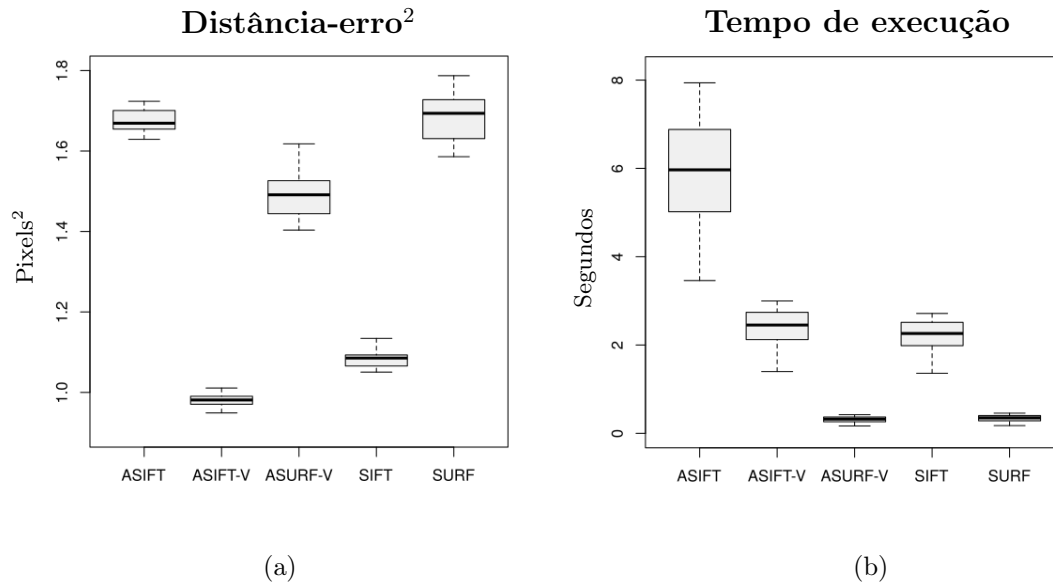 Distância-erro²
Pixels²
1.8
1.6
1.4
1.2
1.0
ASIFT ASIFT-V ASURF-V SIFT SURF
(a)
Tempo de execução
Segundos
8
6
4
2
0
ASIFT ASIFT-V ASURF-V SIFT SURF
(b)